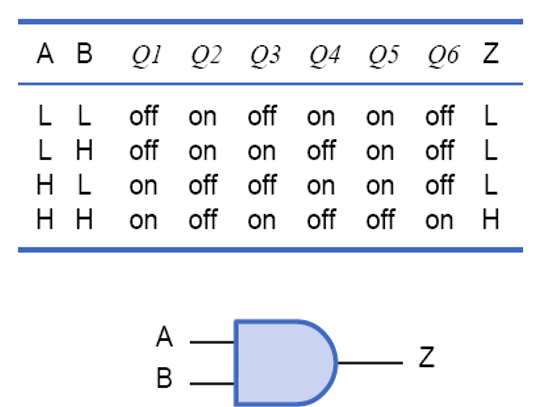 A B Q1 Q2 Q3 Q4 Q5 Q6 Z
L L off on off on on off L
L H off on on off on off L
H L on off off on on off L
H H on off on off off on H
A
Z
B